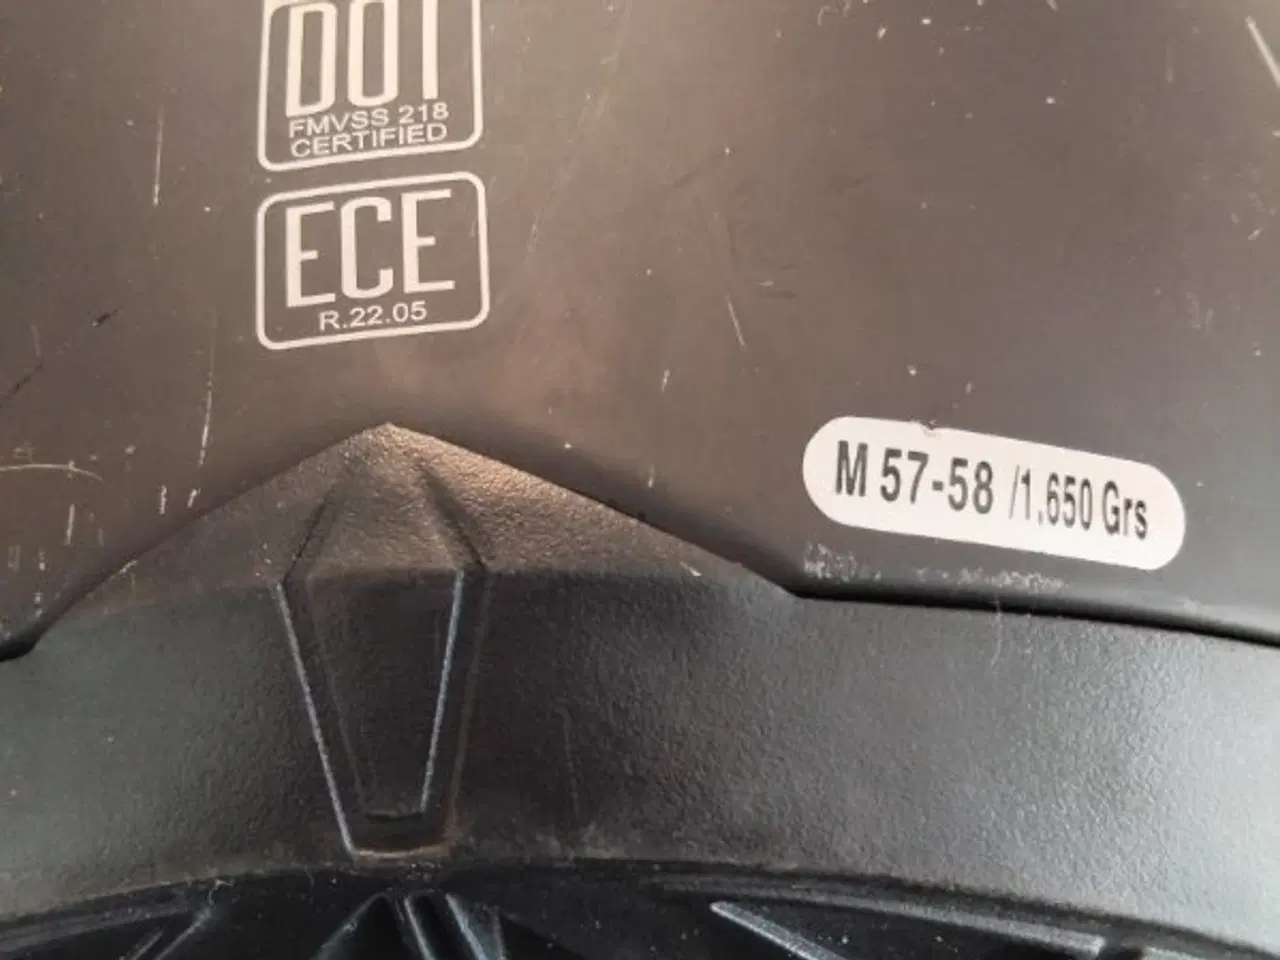 DOT
FMVSS 218
CERTIFIED
ECE
R.22.05
M 57-58 /1.650 Grs